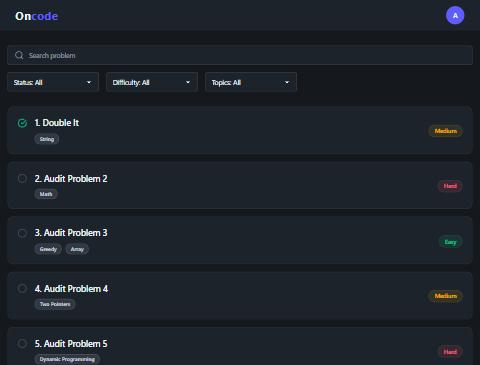 Oncode
A
Search problem
Status: All
Difficulty: All
Topics: All
1. Double It
String
Medium
2. Audit Problem 2
Math
Hard
3. Audit Problem 3
Greedy Array
Easy
4. Audit Problem 4
Two Pointers
Medium
5. Audit Problem 5
Dynamic Programming
Hard